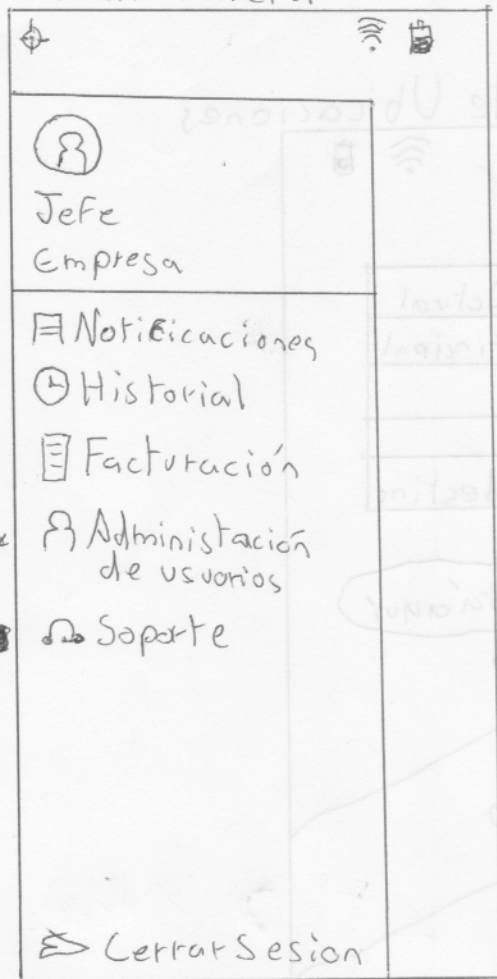 Jefe
Empresa
Notificaciones
Historial
Facturación
Administación
de usuarios
Soporte
Cerrar Sesion